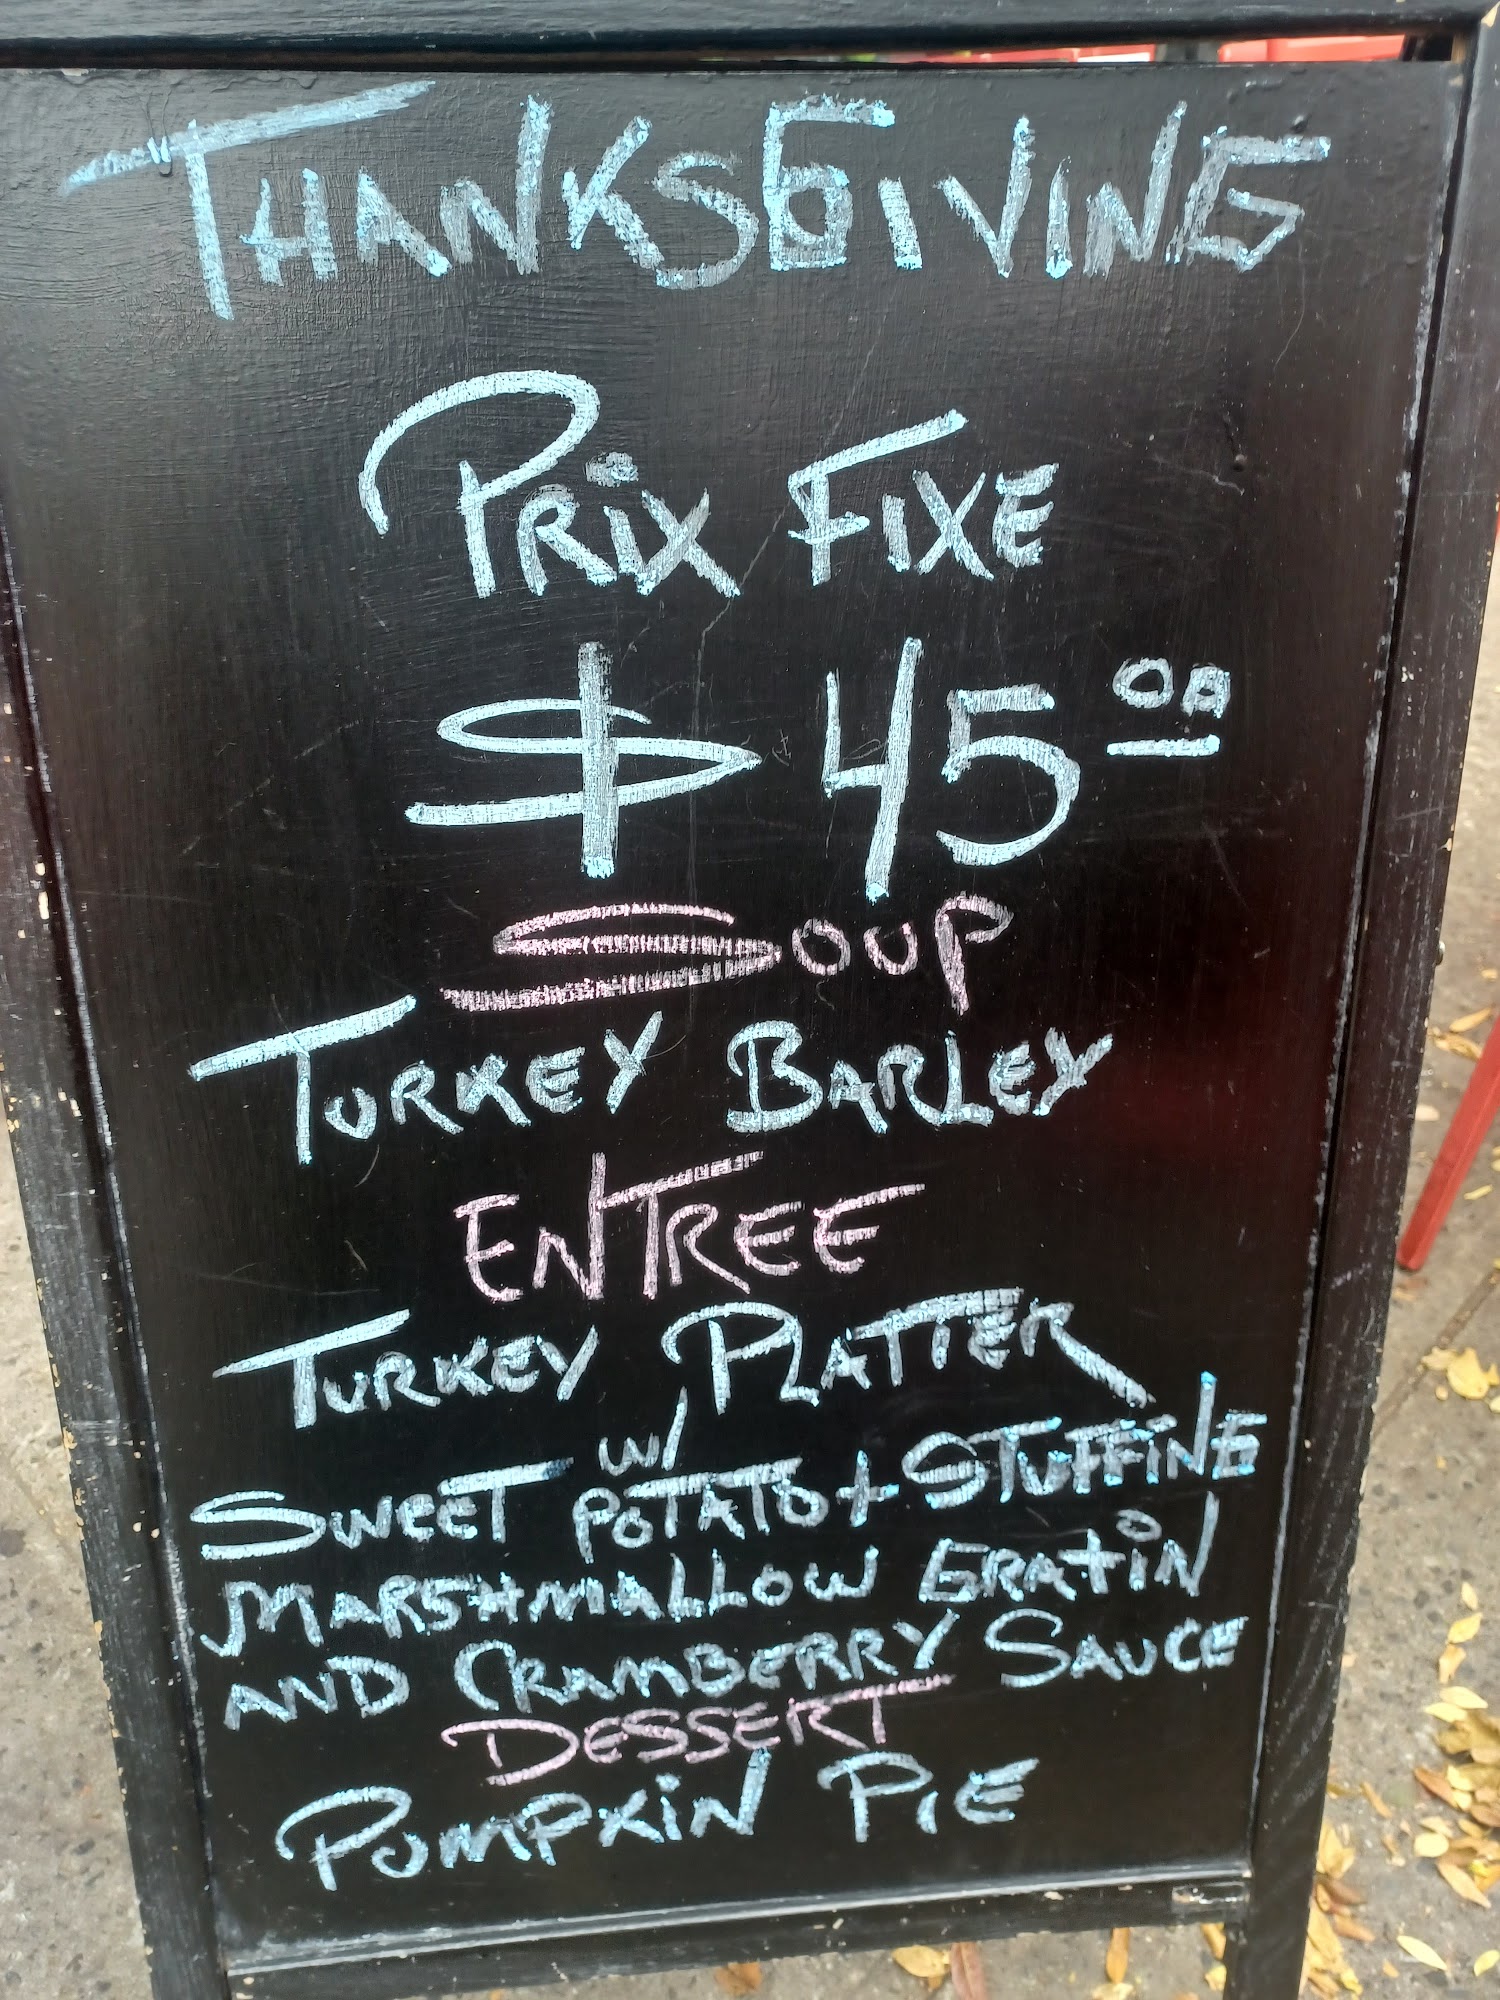 THANKSGIVING
PRIX FIXE
$45 00
SOUP
TURKEY BARLEY
ENTREE
TURKEY PLATTER
W/
SWEET POTATO + STUFFING
MARSHMALLOW GRATIN
AND CRAMBERRY SAUCE
DESSERT
PUMPKIN PIE